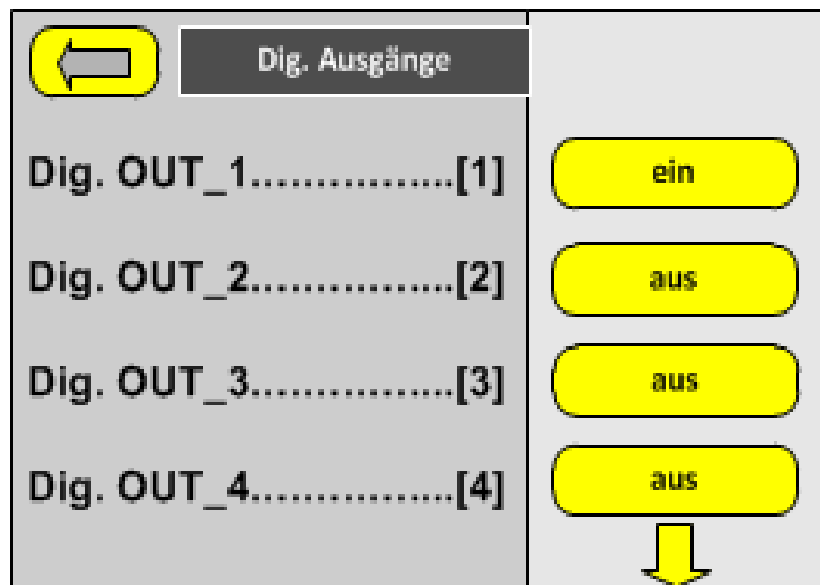 Dig. Ausgänge
Dig. OUT_1................[1] ein
Dig. OUT_2................[2] aus
Dig. OUT_3................[3] aus
Dig. OUT_4................[4] aus